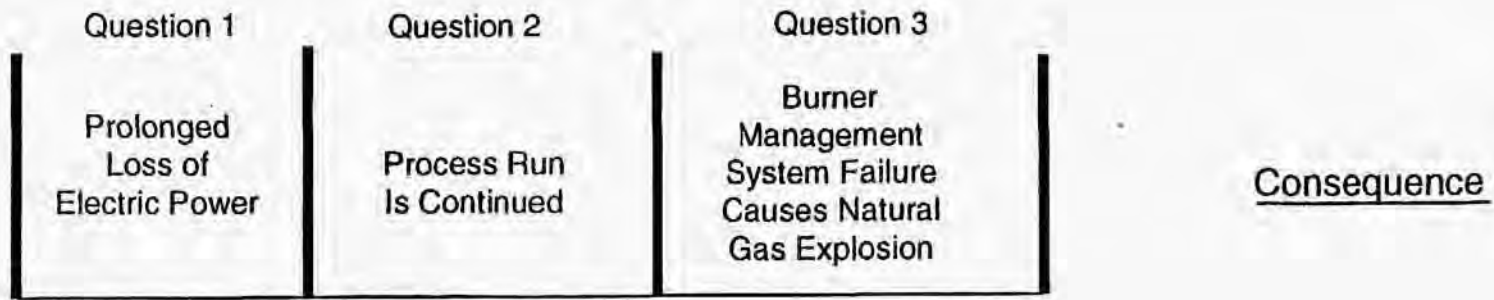 Question 1
Question 2
Question 3
Prolonged
Loss of
Electric Power
Process Run
Is Continued
Burner
Management
System Failure
Causes Natural
Gas Explosion
Consequence